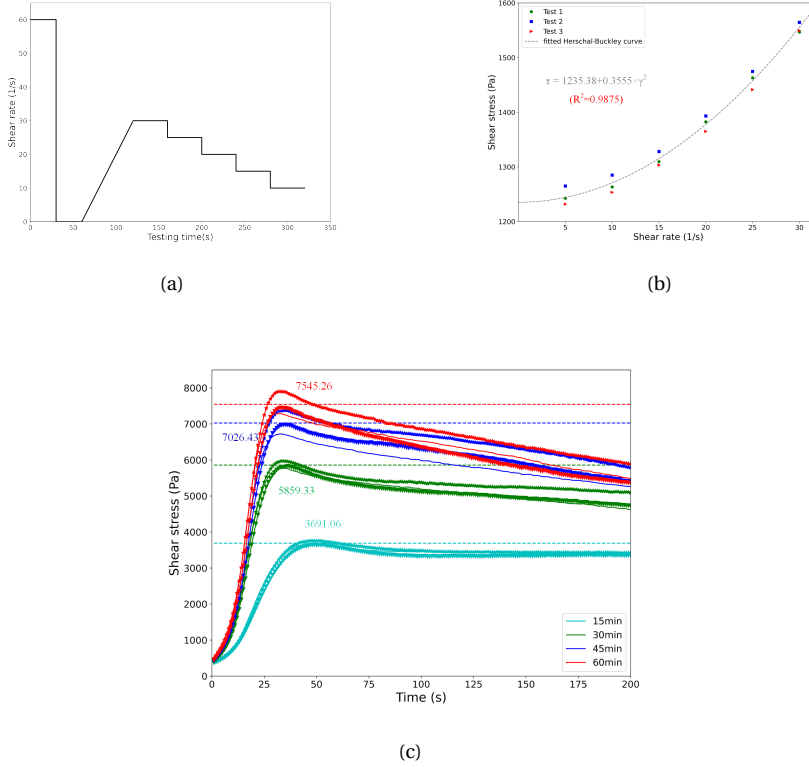 60
50
40
30
20
10
0
Shear rate (1/s)
0 50 100 150 200 250 300 350
Testing time(s)
(a)
1600
1500
1400
1300
1200
Shear stress (Pa)
Test 1
Test 2
Test 3
fitted Herschal-Buckley curve
τ = 1235.38+0.3555×γ²
(R²=0.9875)
5 10 15 20 25 30
Shear rate (1/s)
(b)
8000
7000
6000
5000
4000
3000
2000
1000
0
Shear stress (Pa)
7545.26
7026.43
5859.33
3691.06
15min
30min
45min
60min
0 25 50 75 100 125 150 175 200
Time (s)
(c)